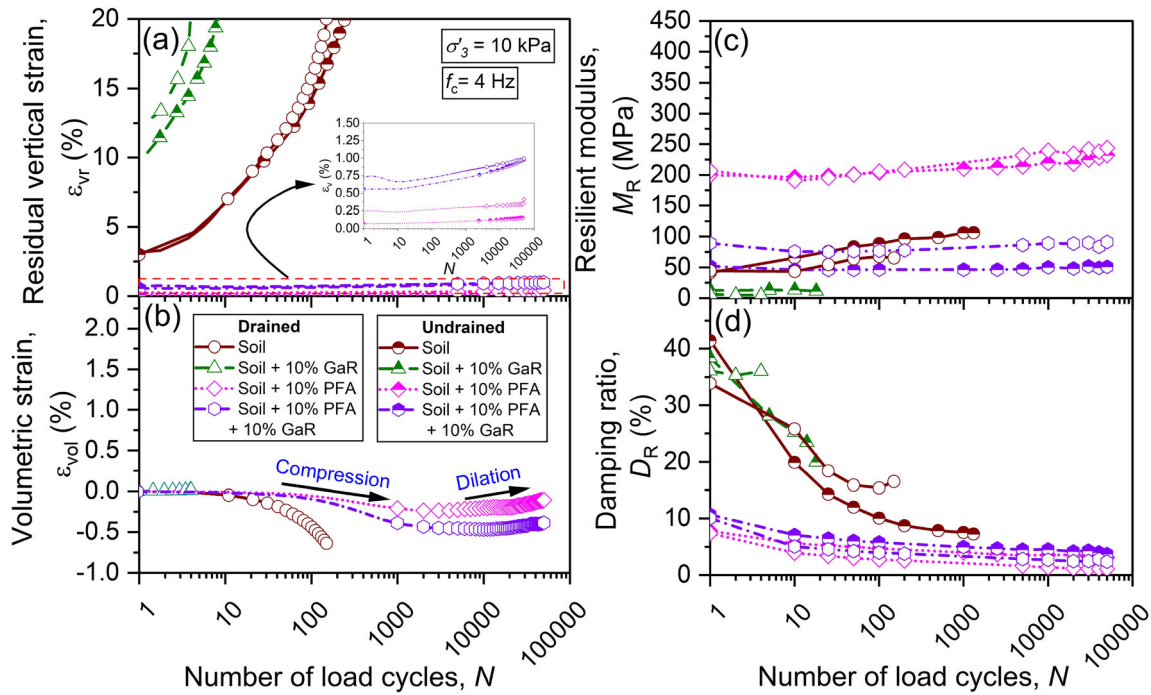 Residual vertical strain,
εvr (%)
20
15
10
5
0
(a)
σ′3 = 10 kPa
fc= 4 Hz
1.50
1.25
1.00
0.75
0.50
0.25
0.00
εv (%)
1
10
100
1000
10000
100000
N
Volumetric strain,
εvol (%)
2.0
1.5
1.0
0.5
0.0
-0.5
-1.0
(b)
Drained
Soil
Soil + 10% GaR
Soil + 10% PFA
Soil + 10% PFA
+ 10% GaR
Undrained
Soil
Soil + 10% GaR
Soil + 10% PFA
Soil + 10% PFA
+ 10% GaR
Compression
Dilation
1
10
100
1000
10000
100000
Number of load cycles, N
Resilient modulus,
MR (MPa)
450
400
350
300
250
200
150
100
50
0
(c)
Damping ratio,
DR (%)
40
30
20
10
0
(d)
1
10
100
1000
10000
100000
Number of load cycles, N